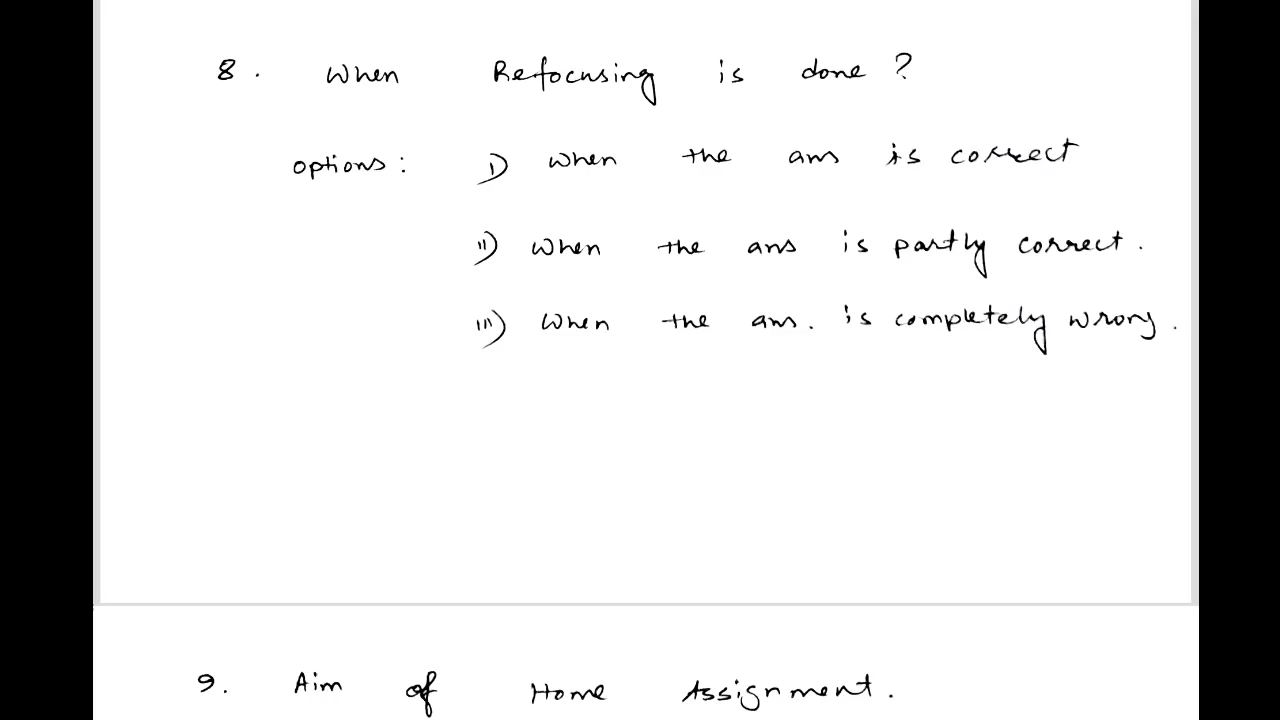 8. When Refocusing is done?
options: i) when the ans is correct
ii) when the ans is partly correct.
iii) when the ans. is completely wrong.
9. Aim of Home Assignment.